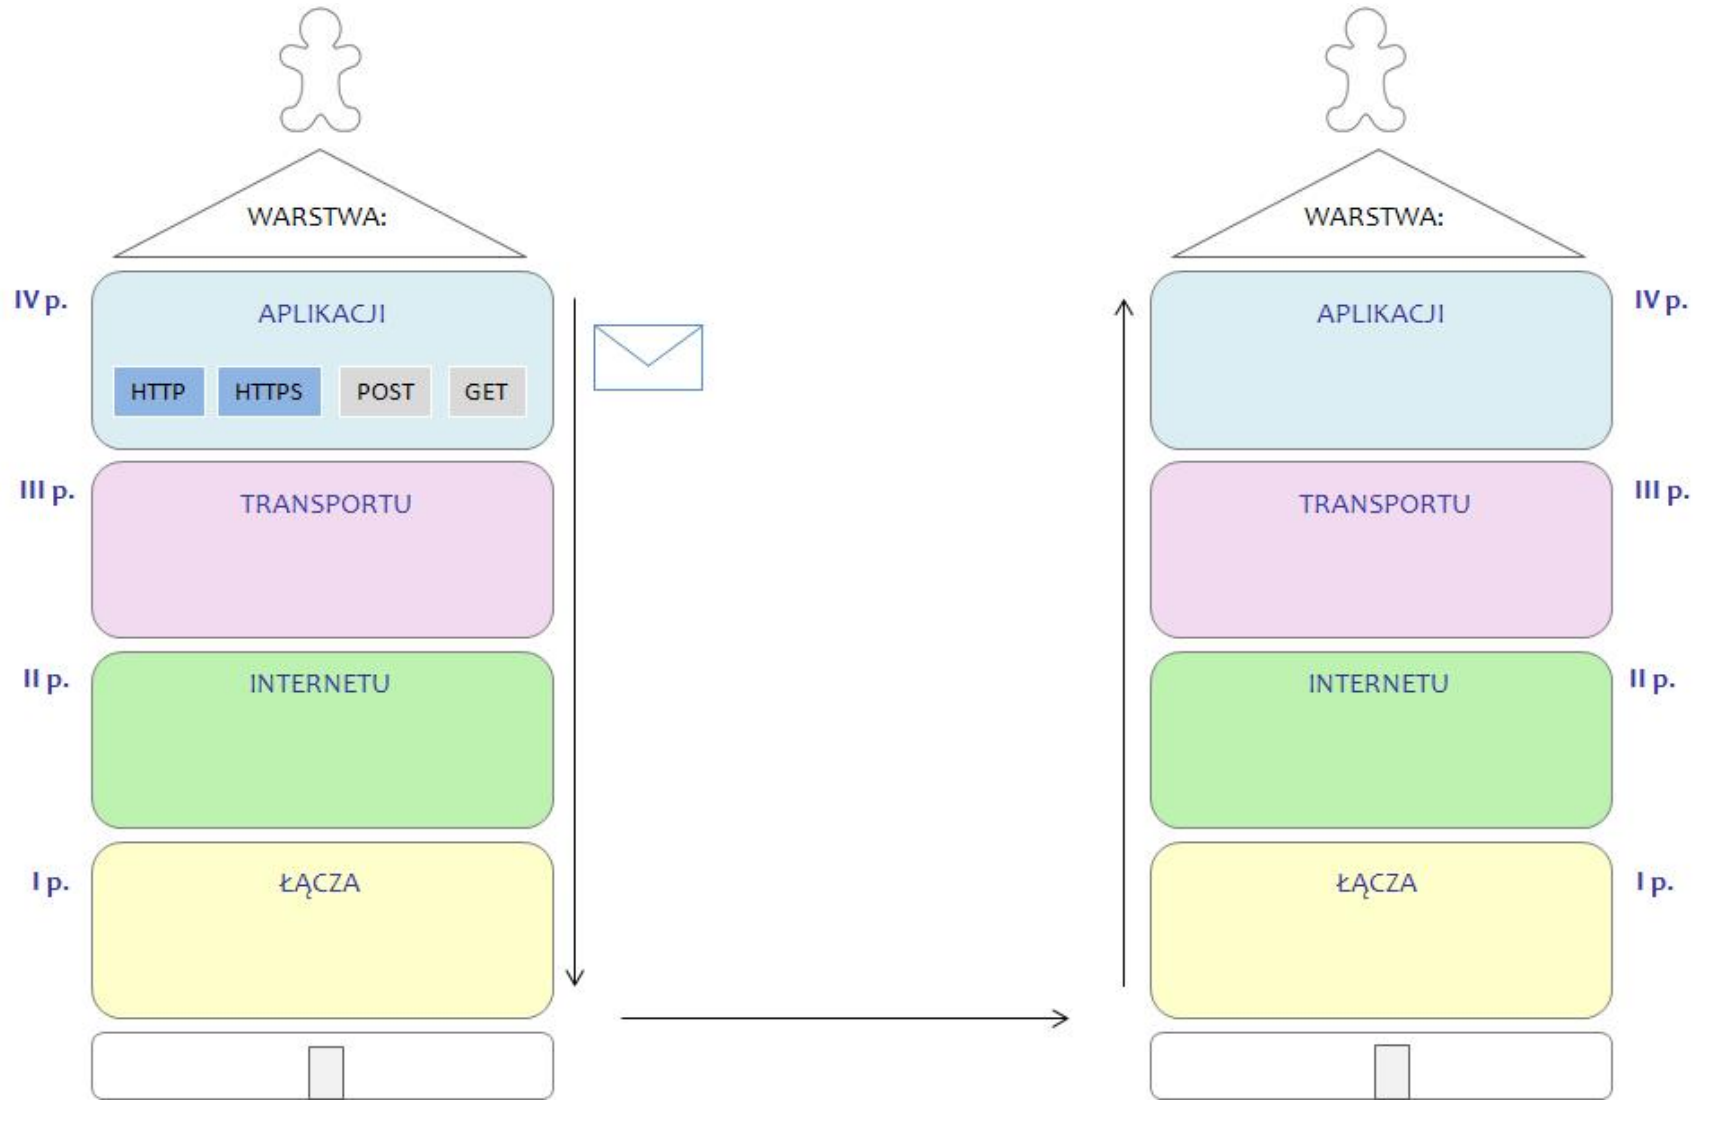 WARSTWA:
IV p.
APLIKACJI
HTTP HTTPS POST GET
III p.
TRANSPORTU
II p.
INTERNETU
I p.
ŁĄCZA
WARSTWA:
APLIKACJI
IV p.
TRANSPORTU
III p.
INTERNETU
II p.
ŁĄCZA
I p.